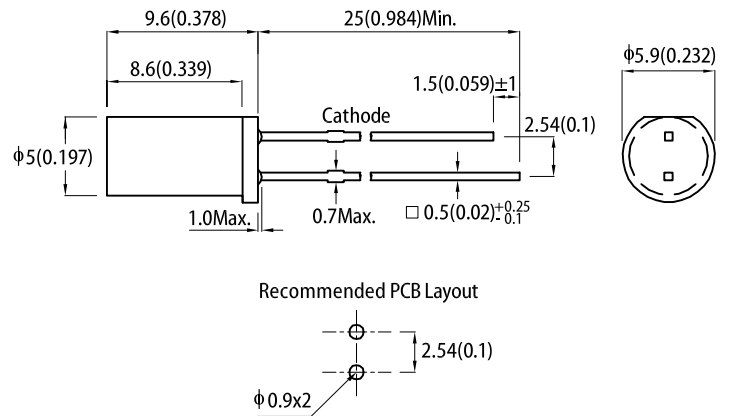 9.6(0.378)
25(0.984)Min.
ϕ5.9(0.232)
8.6(0.339)
1.5(0.059)±1
Cathode
2.54(0.1)
ϕ5(0.197)
1.0Max.
0.7Max.
□ 0.5(0.02)+0.25 -0.1
Recommended PCB Layout
2.54(0.1)
ϕ0.9x2